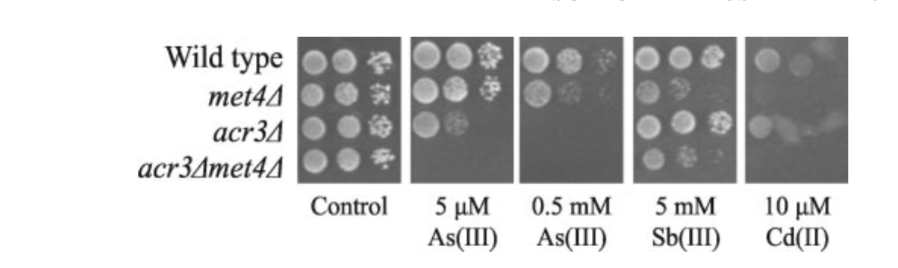 Wild type
met4Δ
acr3Δ
acr3Δmet4Δ
Control
5 μM
As(III)
0.5 mM
As(III)
5 mM
Sb(III)
10 μM
Cd(II)